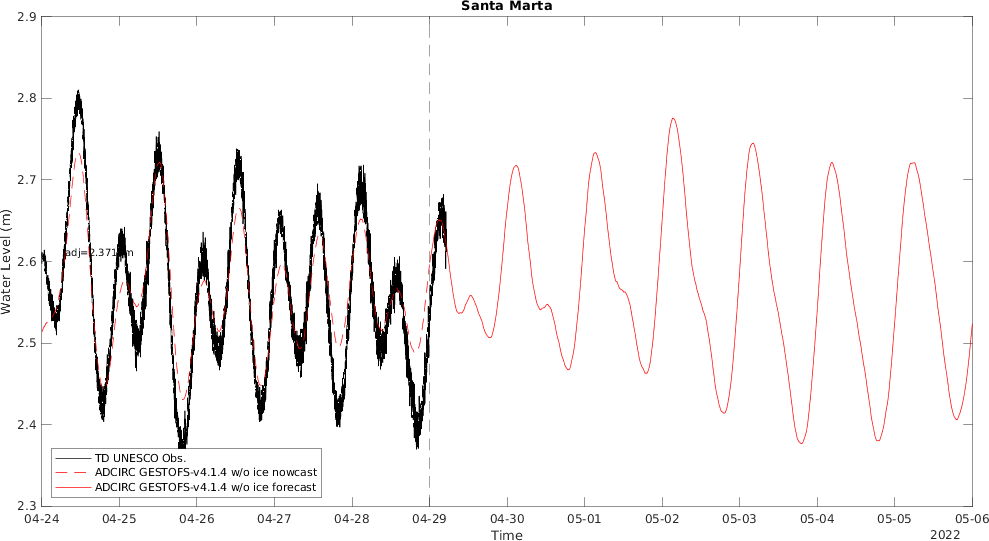 Santa Marta
2.9
2.8
2.7
2.6
2.5
2.4
2.3
Water Level (m)
TD UNESCO Obs.
ADCIRC GESTOFS-v4.1.4 w/o ice nowcast
ADCIRC GESTOFS-v4.1.4 w/o ice forecast
04-24 04-25 04-26 04-27 04-28 04-29 04-30 05-01 05-02 05-03 05-04 05-05 05-06
Time
2022